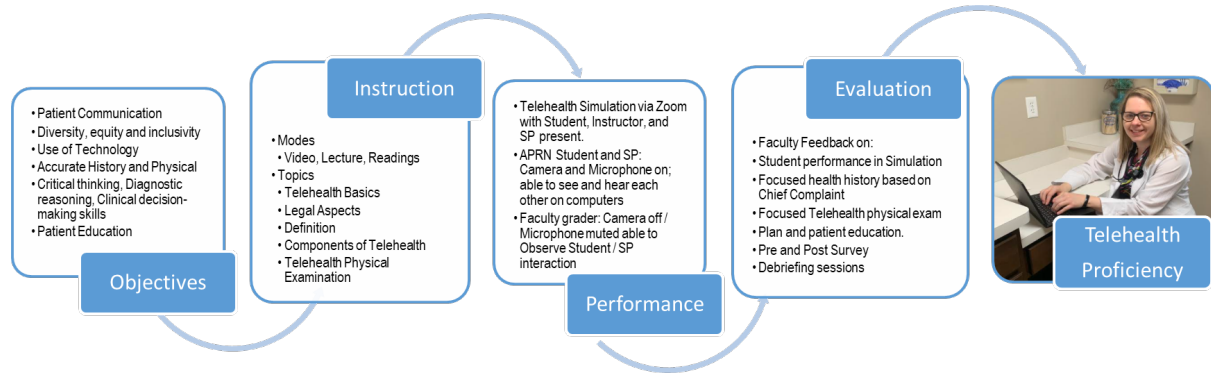 • Patient Communication
• Diversity, equity and inclusivity
• Use of Technology
• Accurate History and Physical
• Critical thinking, Diagnostic
reasoning, Clinical decision-
making skills
• Patient Education
Objectives
Instruction
• Modes
• Video, Lecture, Readings
• Topics
• Telehealth Basics
• Legal Aspects
• Definition
• Components of Telehealth
• Telehealth Physical
Examination
• Telehealth Simulation via Zoom
with Student, Instructor, and
SP present.
• APRN Student and SP:
Camera and Microphone on;
able to see and hear each
other on computers
• Faculty grader: Camera off /
Microphone muted able to
Observe Student / SP
interaction
Performance
Evaluation
• Faculty Feedback on:
• Student performance in Simulation
• Focused health history based on
Chief Complaint
• Focused Telehealth physical exam
• Plan and patient education.
• Pre and Post Survey
• Debriefing sessions
Telehealth
Proficiency